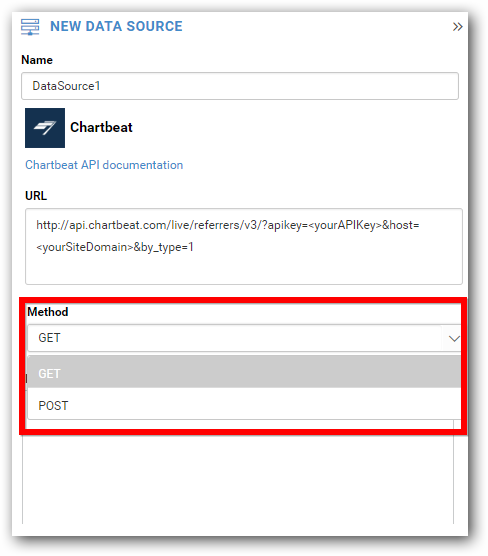 NEW DATA SOURCE
Name
DataSource1
Chartbeat
Chartbeat API documentation
URL
http://api.chartbeat.com/live/referrers/v3/?apikey=<yourAPIKey>&host=
<yourSiteDomain>&by_type=1
Method
GET
GET
POST